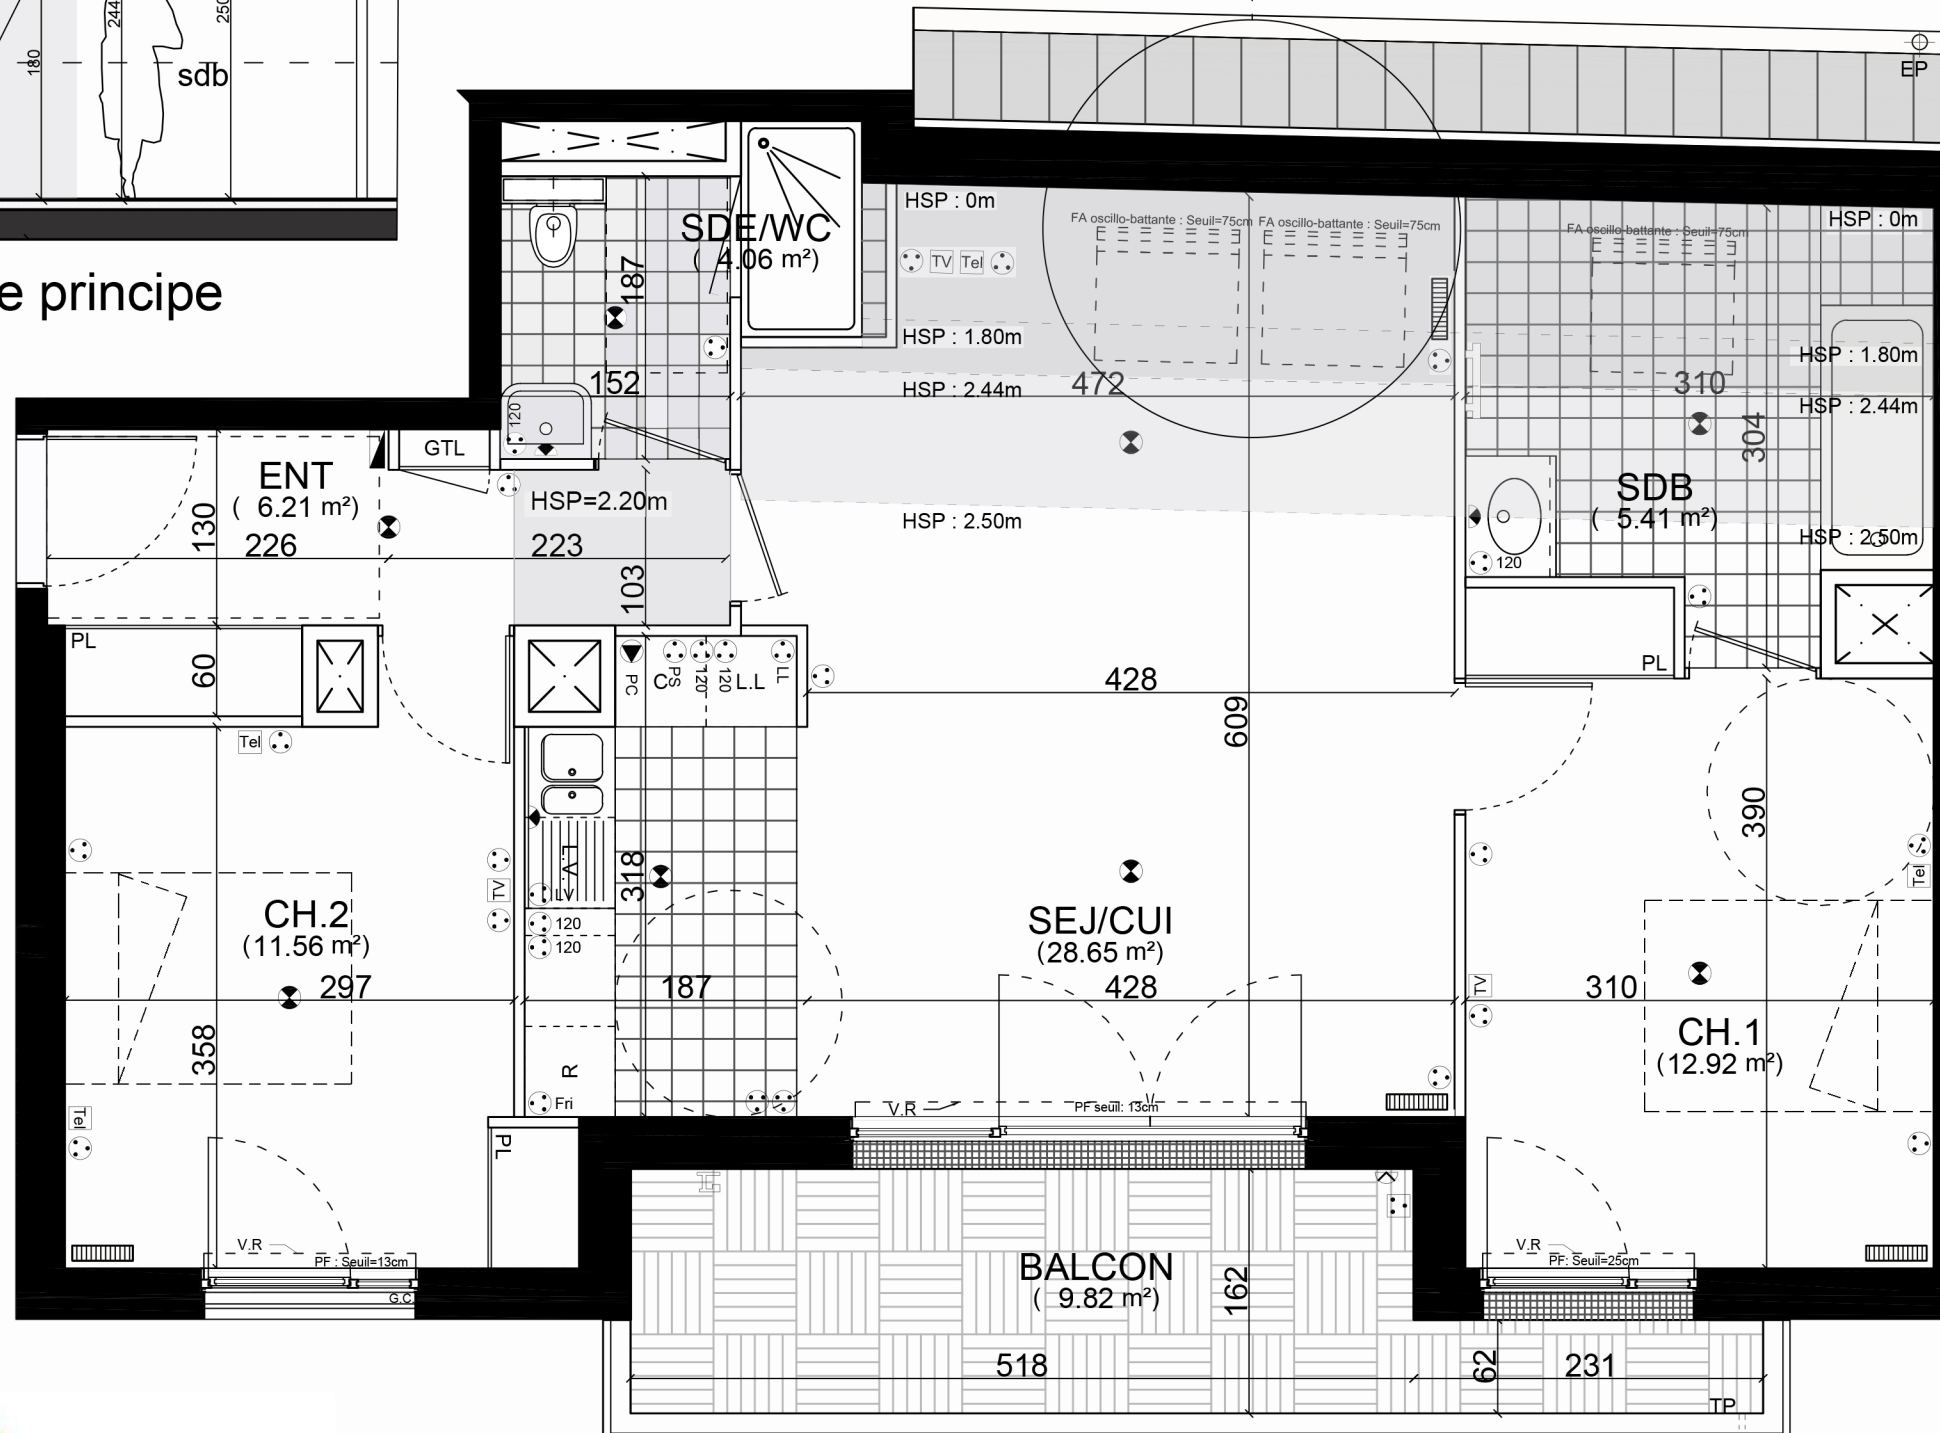 244
250
180
sdb
e principe
EP
HSP : 0m
FA oscillo-battante : Seuil=75cm
FA oscillo-battante : Seuil=75cm
FA oscillo-battante : Seuil=75cm
HSP : 0m
SDE/WC
( 4.06 m²)
187
TV
Tel
HSP : 1.80m
HSP : 1.80m
152
HSP : 2.44m
472
310
HSP : 2.44m
120
304
GTL
ENT
( 6.21 m²)
130
226
HSP=2.20m
223
103
HSP : 2.50m
SDB
( 5.41 m²)
HSP : 2.50m
120
PL
60
PC
C
PS
120
120
L.L
LL
428
609
PL
Tel
390
L.V.
LV
318
120
120
TV
CH.2
(11.56 m²)
297
358
187
SEJ/CUI
(28.65 m²)
428
TV
Tel
310
CH.1
(12.92 m²)
R
Fri
Tel
PL
V.R
PF seuil: 13cm
V.R
PF : Seuil=13cm
G.C.
V.R
PF: Seuil=25cm
BALCON
( 9.82 m²)
162
518
62
231
TP